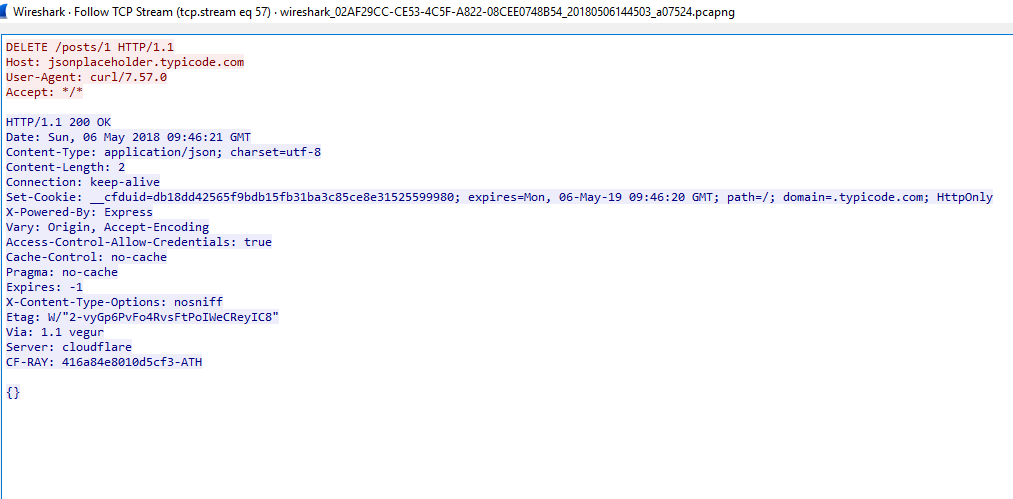 Wireshark · Follow TCP Stream (tcp.stream eq 57) · wireshark_02AF29CC-CE53-4C5F-A822-08CEE0748B54_20180506144503_a07524.pcapng
DELETE /posts/1 HTTP/1.1
Host: jsonplaceholder.typicode.com
User-Agent: curl/7.57.0
Accept: */*
HTTP/1.1 200 OK
Date: Sun, 06 May 2018 09:46:21 GMT
Content-Type: application/json; charset=utf-8
Content-Length: 2
Connection: keep-alive
Set-Cookie: __cfduid=db18dd42565f9bdb15fb31ba3c85ce8e31525599980; expires=Mon, 06-May-19 09:46:20 GMT; path=/; domain=.typicode.com; HttpOnly
X-Powered-By: Express
Vary: Origin, Accept-Encoding
Access-Control-Allow-Credentials: true
Cache-Control: no-cache
Pragma: no-cache
Expires: -1
X-Content-Type-Options: nosniff
Etag: W/"2-vyGp6PvFo4RvsFtPoIWeCReyIC8"
Via: 1.1 vegur
Server: cloudflare
CF-RAY: 416a84e8010d5cf3-ATH
{}